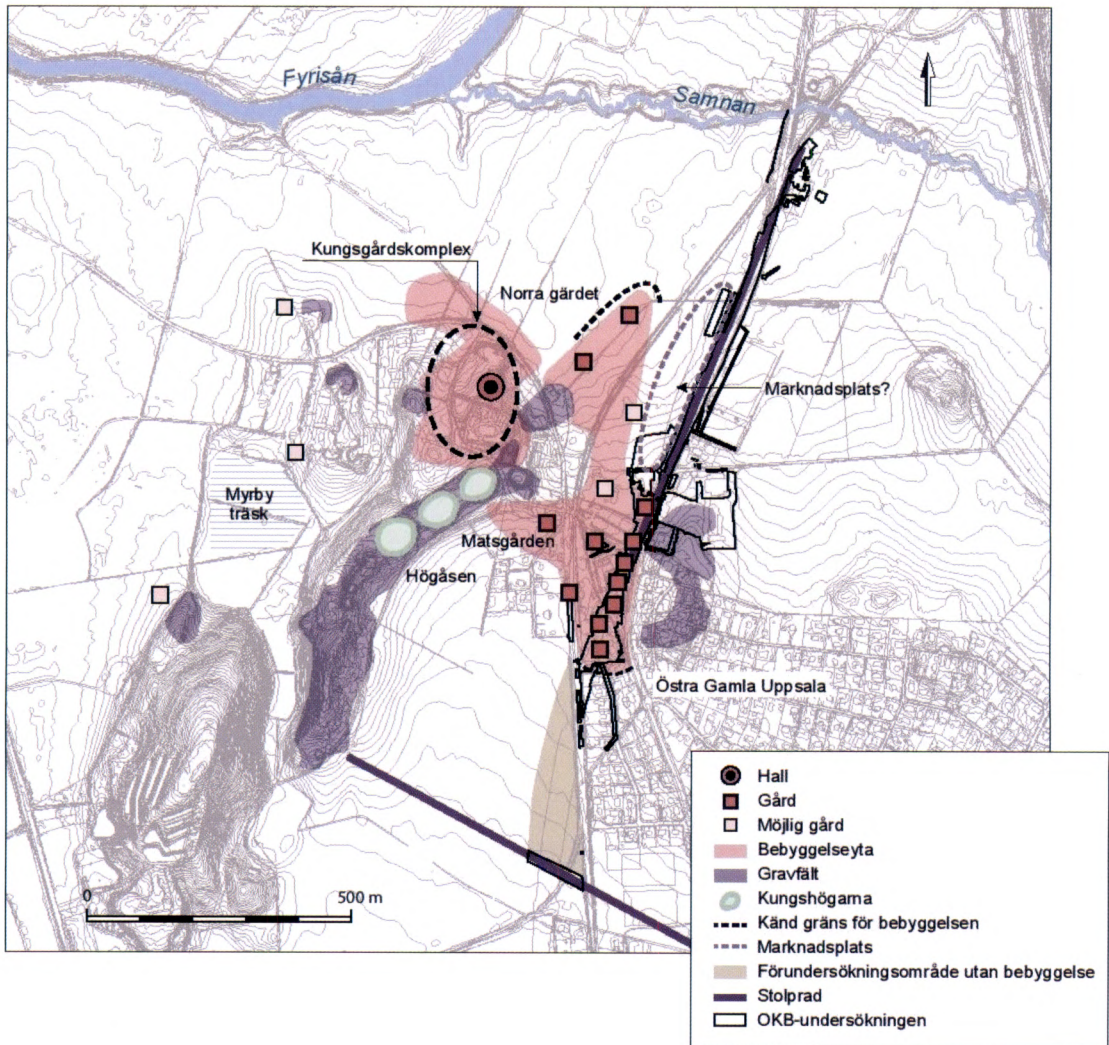 Fyrisån
Samnan
Kungsgårdskomplex
Norra gärdet
Marknadsplats?
Myrby
träsk
Matsgården
Högåsen
Östra Gamla Uppsala
0
500 m
Hall
Gård
Möjlig gård
Bebyggelseyta
Gravfält
Kungshögarna
Känd gräns för bebyggelsen
Marknadsplats
Förundersökningsområde utan bebyggelse
Stolprad
OKB-undersökningen